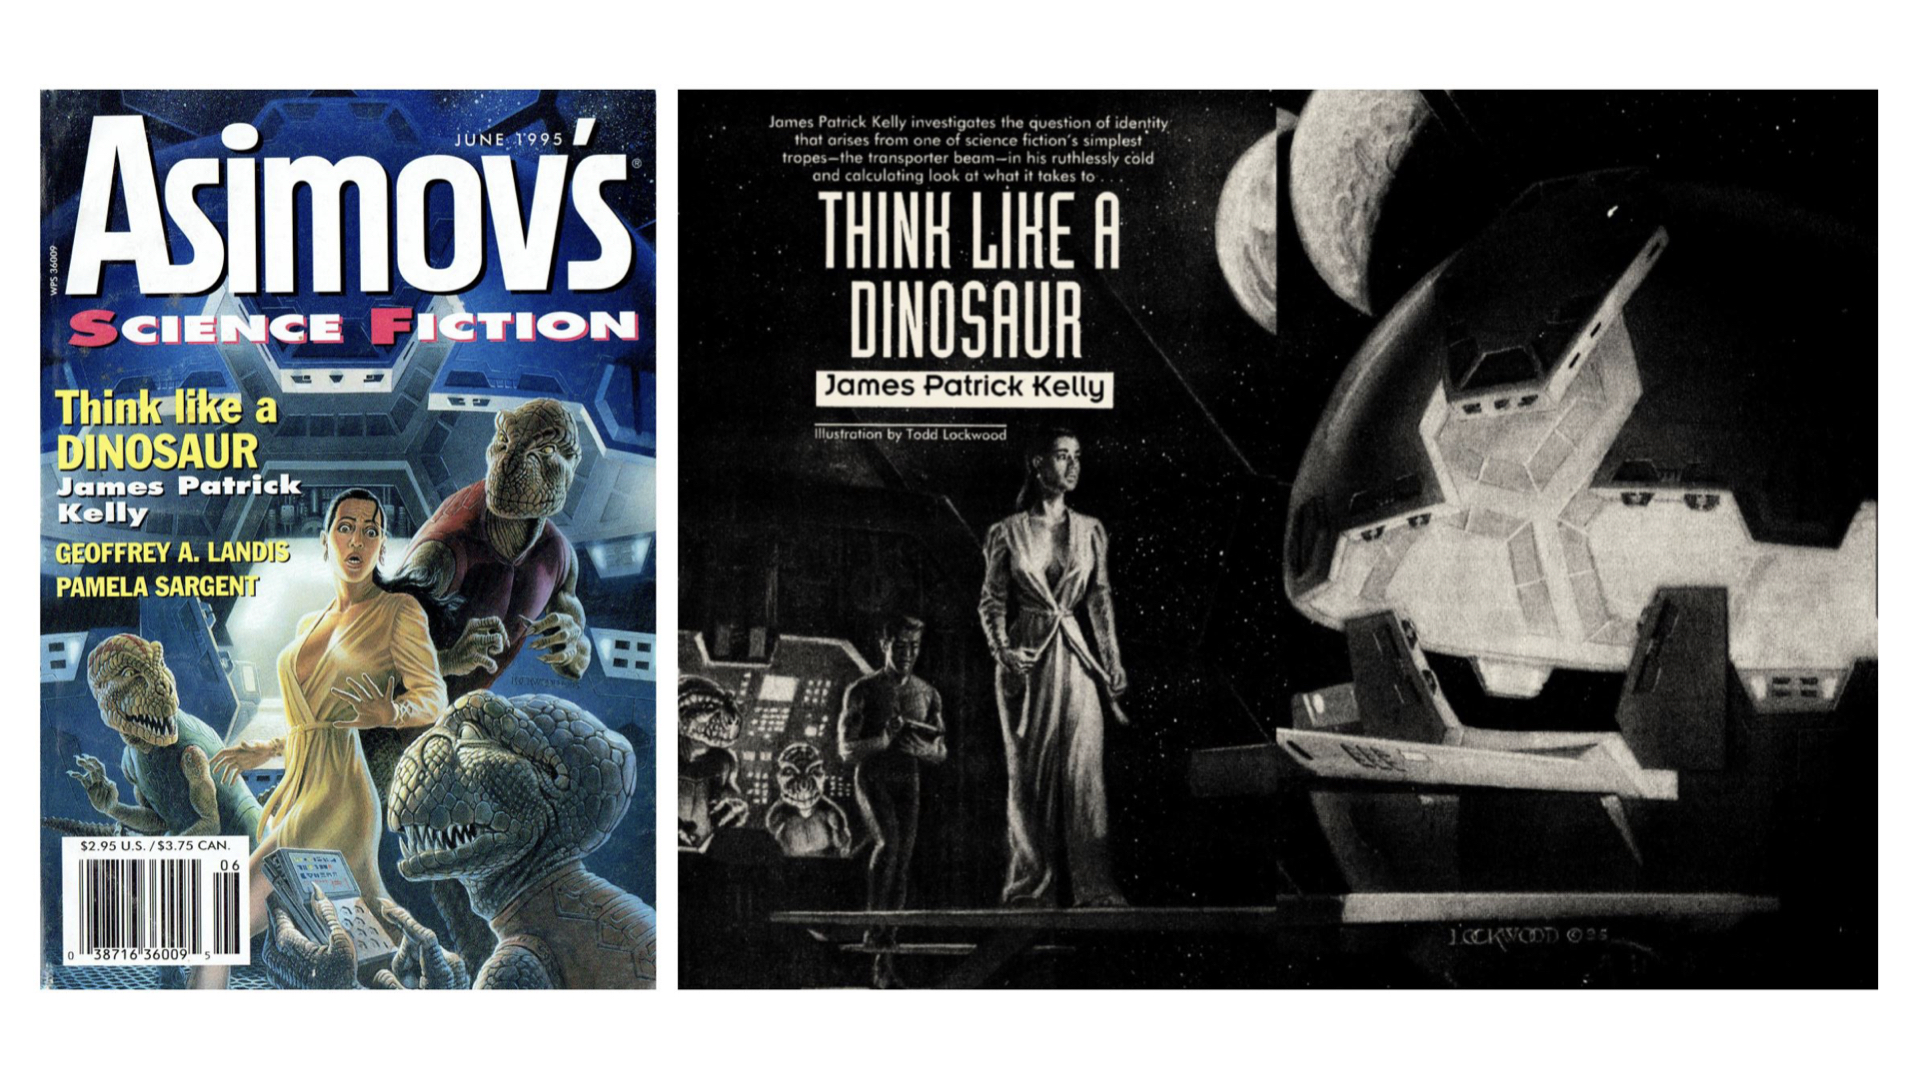 JUNE 1995
Asimov's®
SCIENCE FICTION
WPS 36009
Think like a
DINOSAUR
James Patrick
Kelly
GEOFFREY A. LANDIS
PAMELA SARGENT
$2.95 U.S. / $3.75 CAN.
06
0 38716 36009 5
James Patrick Kelly investigates the question of identity
that arises from one of science fiction's simplest
tropes—the transporter beam—in his ruthlessly cold
and calculating look at what it takes to . . .
THINK LIKE A
DINOSAUR
James Patrick Kelly
Illustration by Todd Lockwood
LOCKWOOD ©95